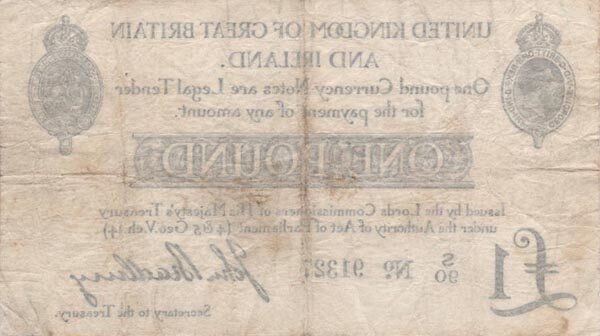 UNITED KINGDOM OF GREAT BRITAIN
AND IRELAND.
One pound Currency Notes are Legal Tender
for the payment of any amount.
ONE POUND
Issued by the Lords Commissioners of His Majesty's Treasury
under the Authority of Act of Parliament (4 & 5 Geo. V. ch 14)
£1
S/90 No. 91327
John Bradbury
Secretary to the Treasury.